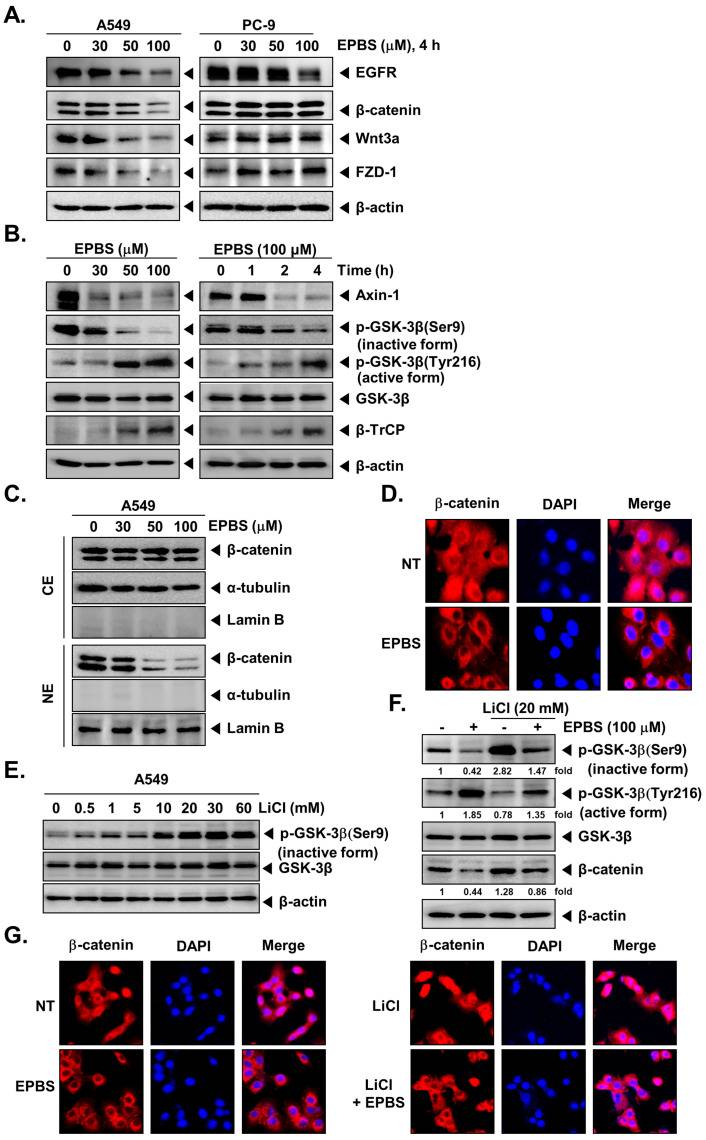 A.
A549 PC-9
0 30 50 100 0 30 50 100 EPBS (μM), 4 h
EGFR
β-catenin
Wnt3a
FZD-1
β-actin
B.
EPBS (μM) EPBS (100 μM)
0 30 50 100 0 1 2 4 Time (h)
Axin-1
p-GSK-3β(Ser9)
(inactive form)
p-GSK-3β(Tyr216)
(active form)
GSK-3β
β-TrCP
β-actin
C.
A549
0 30 50 100 EPBS (μM)
CE
β-catenin
α-tubulin
Lamin B
NE
β-catenin
α-tubulin
Lamin B
D.
β-catenin DAPI Merge
NT
EPBS
E.
A549
0 0.5 1 5 10 20 30 60 LiCl (mM)
p-GSK-3β(Ser9)
(inactive form)
GSK-3β
β-actin
F.
LiCl (20 mM)
- + - + EPBS (100 μM)
p-GSK-3β(Ser9)
1 0.42 2.82 1.47 fold (inactive form)
p-GSK-3β(Tyr216)
1 1.85 0.78 1.35 fold (active form)
GSK-3β
β-catenin
1 0.44 1.28 0.86 fold
β-actin
G.
β-catenin DAPI Merge
NT
EPBS
β-catenin DAPI Merge
LiCl
LiCl
+ EPBS